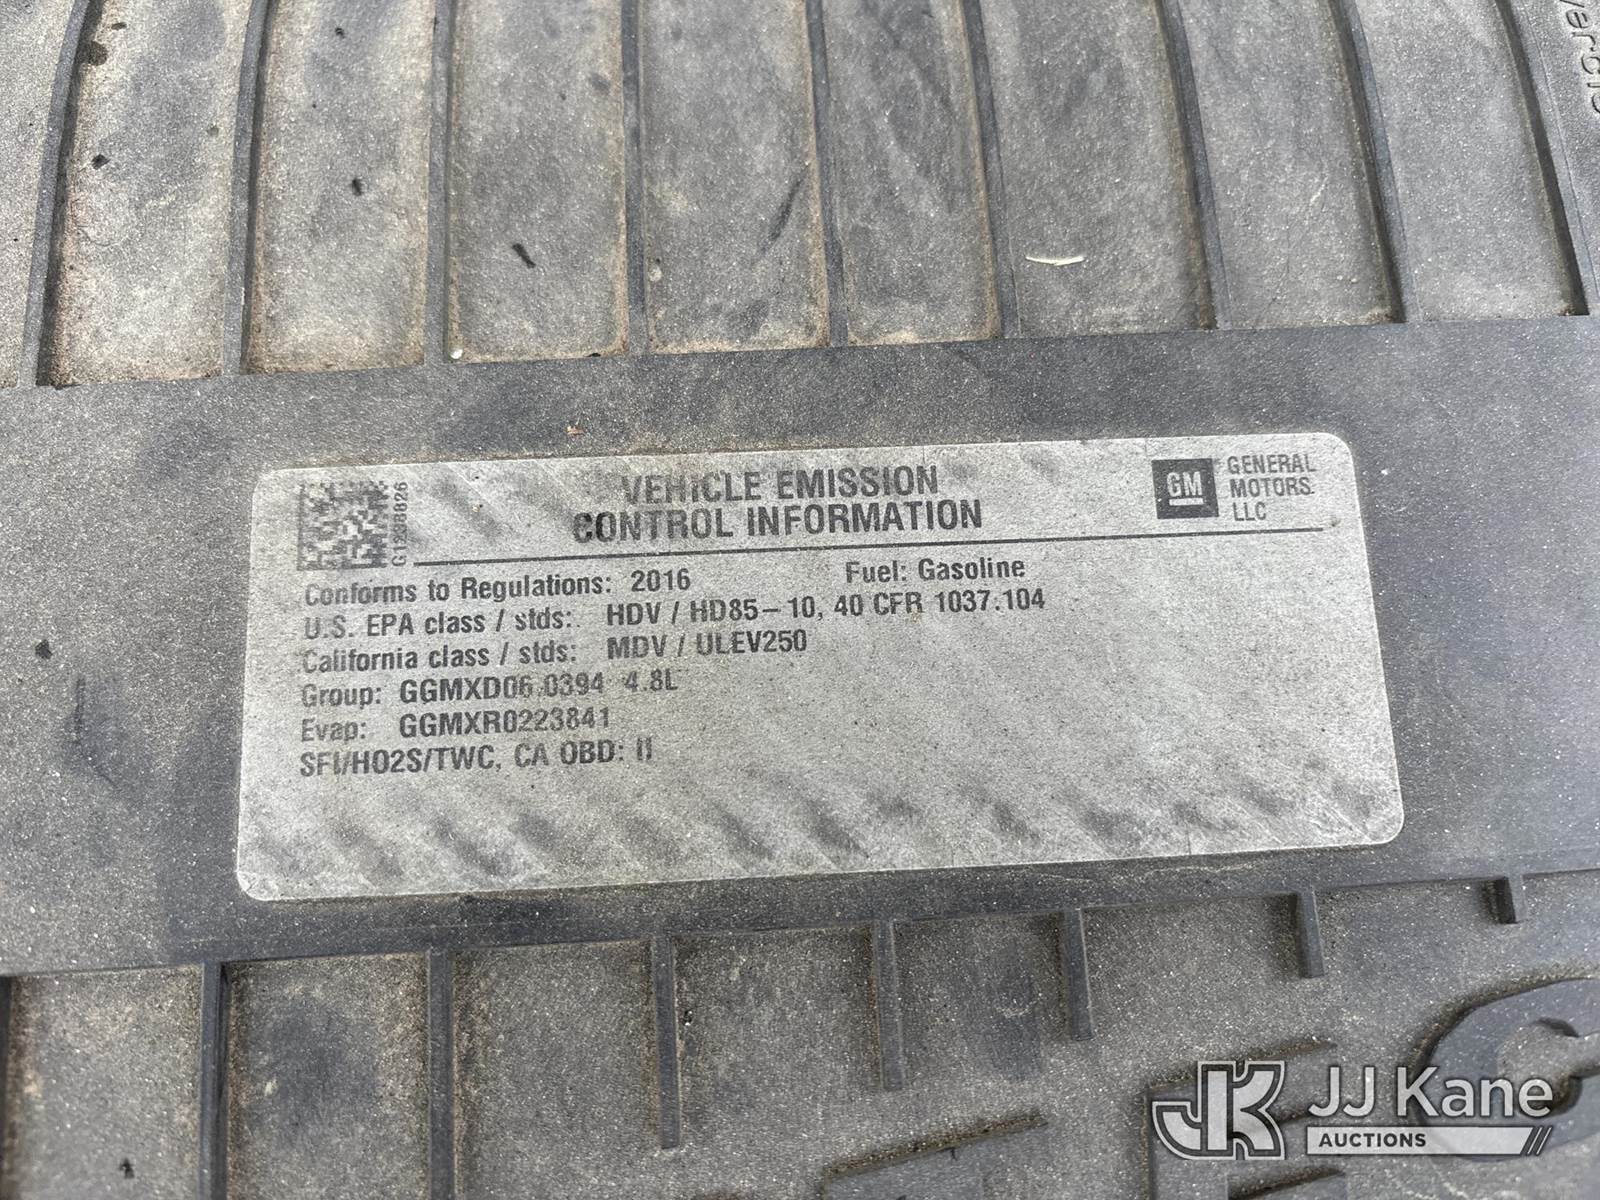 G1238826
VEHICLE EMISSION
CONTROL INFORMATION
GM
GENERAL
MOTORS
LLC
Conforms to Regulations: 2016 Fuel: Gasoline
U.S. EPA class / stds: HDV / HD85-10, 40 CFR 1037.104
California class / stds: MDV / ULEV250
Group: GGMXD06.0394 4.8L
Evap: GGMXR0223841
SFI/HO2S/TWC, CA OBD: II
JK JJ Kane
AUCTIONS